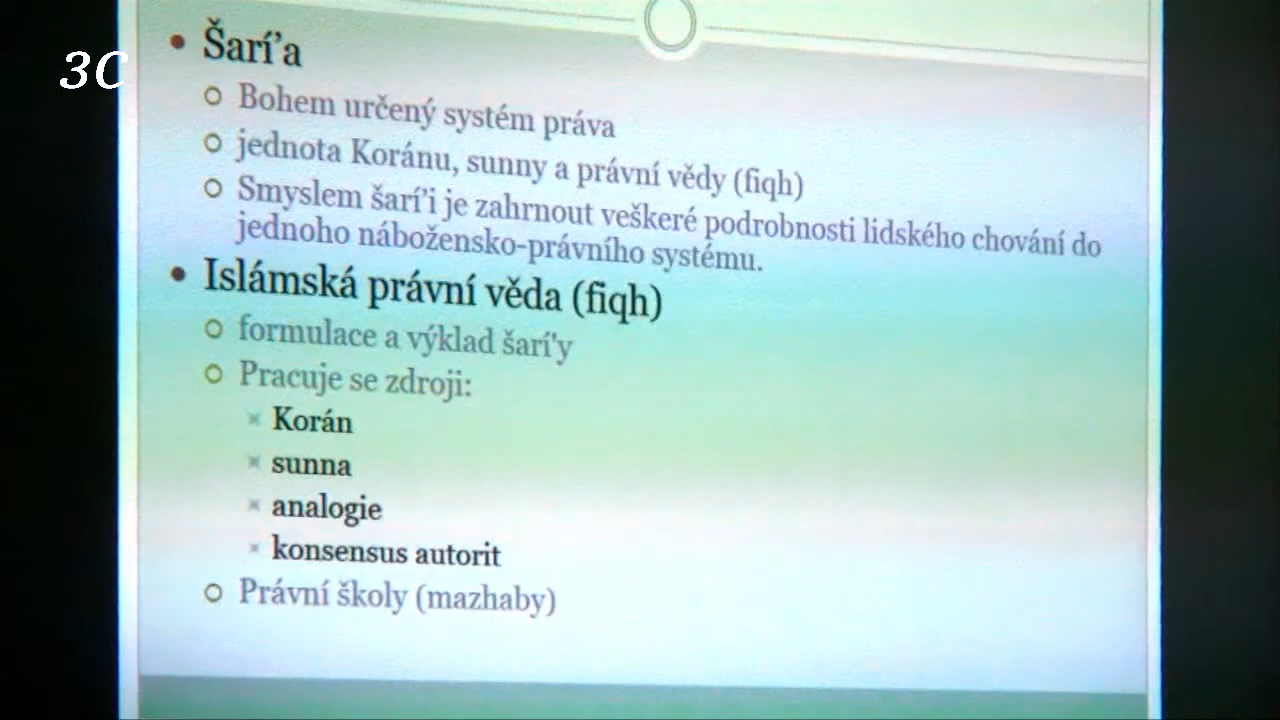 3C
Šarí’a
Bohem určený systém práva
jednota Koránu, sunny a právní vědy (fiqh)
Smyslem šarí’i je zahrnout veškeré podrobnosti lidského chování do
jednoho nábožensko-právního systému.
Islámská právní věda (fiqh)
formulace a výklad šarí'y
Pracuje se zdroji:
Korán
sunna
analogie
konsensus autorit
Právní školy (mazhaby)